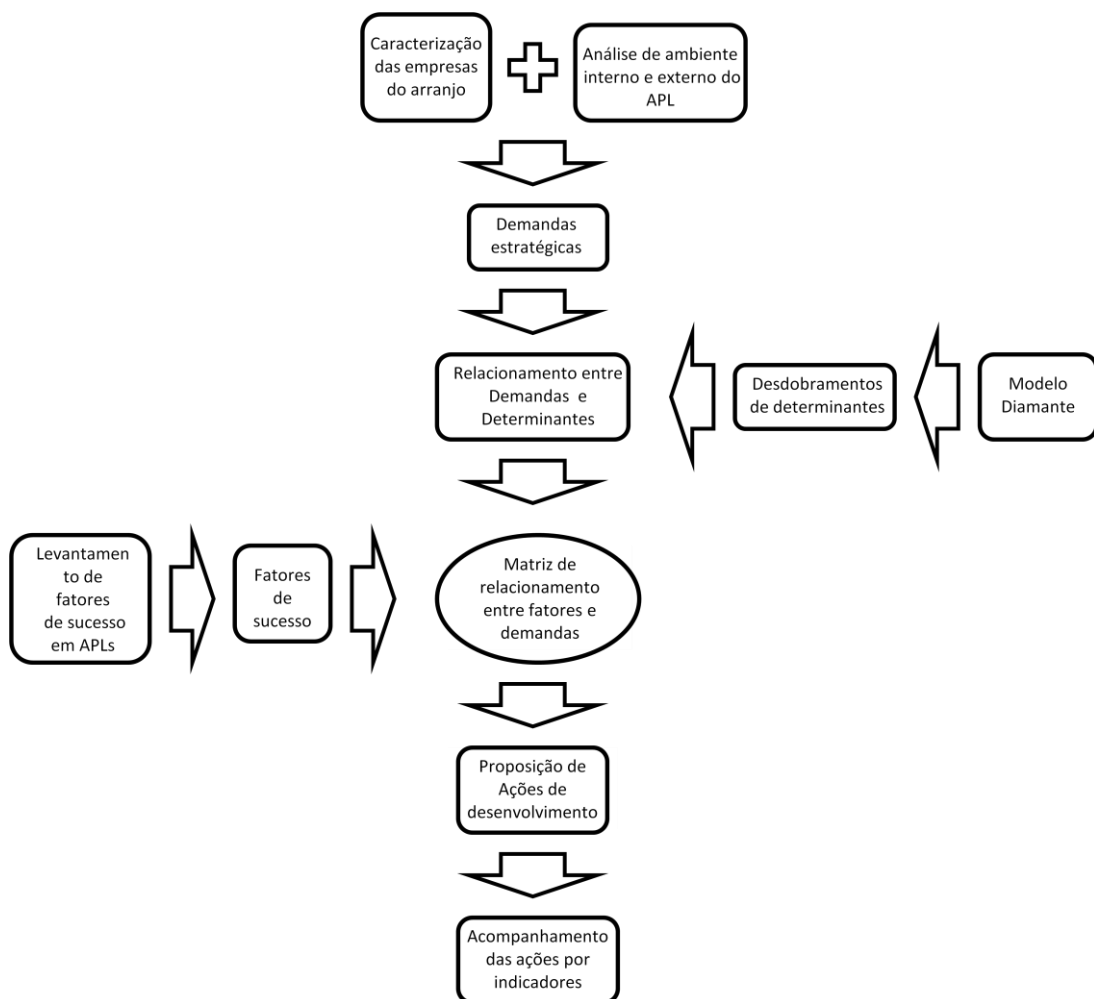 Caracterização
das empresas
do arranjo
Análise de ambiente
interno e externo do
APL
Demandas
estratégicas
Relacionamento entre
Demandas e
Determinantes
Desdobramentos
de determinantes
Modelo
Diamante
Levantamen
to de
fatores
de sucesso
em APLs
Fatores
de
sucesso
Matriz de
relacionamento
entre fatores e
demandas
Proposição de
Ações de
desenvolvimento
Acompanhamento
das ações por
indicadores